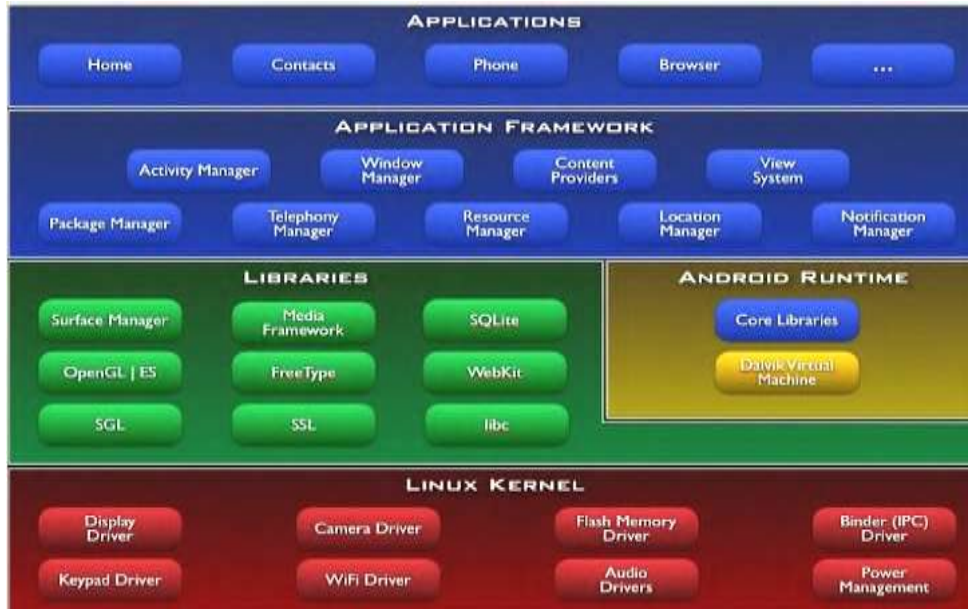 APPLICATIONS
Home
Contacts
Phone
Browser
...
APPLICATION FRAMEWORK
Activity Manager
Window
Manager
Content
Providers
View
System
Package Manager
Telephony
Manager
Resource
Manager
Location
Manager
Notification
Manager
LIBRARIES
Surface Manager
Media
Framework
SQLite
OpenGL | ES
FreeType
WebKit
SGL
SSL
libc
ANDROID RUNTIME
Core Libraries
Dalvik Virtual
Machine
LINUX KERNEL
Display
Driver
Camera Driver
Flash Memory
Driver
Binder (IPC)
Driver
Keypad Driver
WiFi Driver
Audio
Drivers
Power
Management